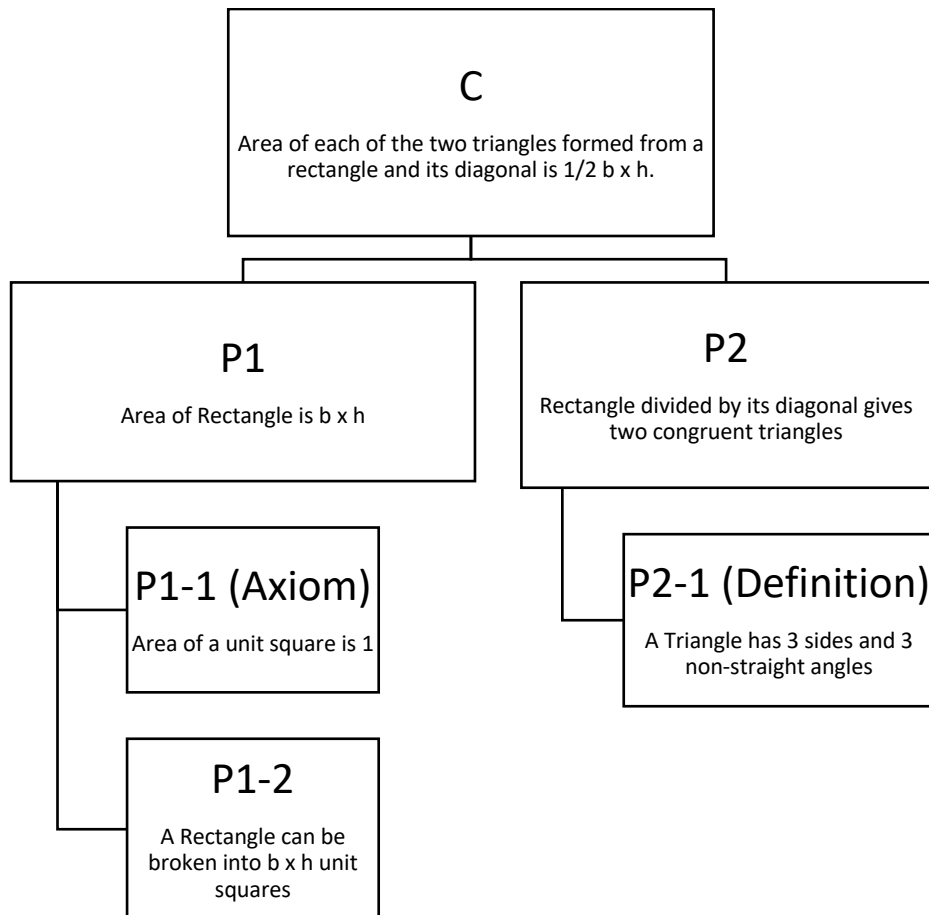 C
Area of each of the two triangles formed from a
rectangle and its diagonal is 1/2 b x h.
P1
Area of Rectangle is b x h
P2
Rectangle divided by its diagonal gives
two congruent triangles
P1-1 (Axiom)
Area of a unit square is 1
P2-1 (Definition)
A Triangle has 3 sides and 3
non-straight angles
P1-2
A Rectangle can be
broken into b x h unit
squares